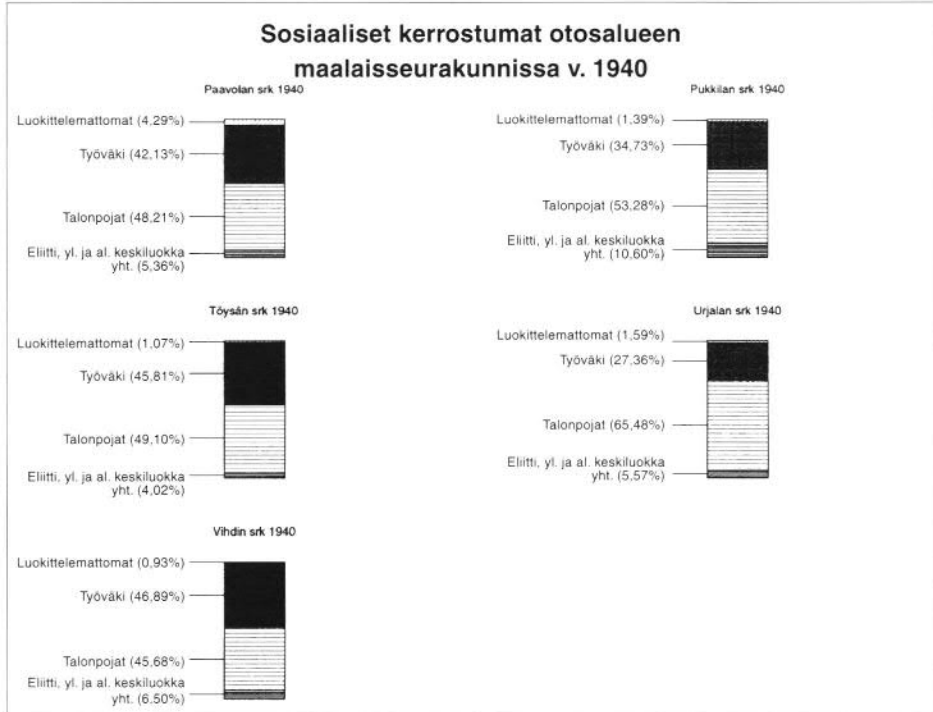 Sosiaaliset kerrostumat otosalueen
maalaisseurakunnissa v. 1940
Paavolan srk 1940
Luokittelemattomat (4,29%)
Työväki (42,13%)
Talonpojat (48,21%)
Eliitti, yl. ja al. keskiluokka
yht. (5,36%)
Pukkilan srk 1940
Luokittelemattomat (1,39%)
Työväki (34,73%)
Talonpojat (53,28%)
Eliitti, yl. ja al. keskiluokka
yht. (10,60%)
Töysän srk 1940
Luokittelemattomat (1,07%)
Työväki (45,81%)
Talonpojat (49,10%)
Eliitti, yl. ja al. keskiluokka
yht. (4,02%)
Urjalan srk 1940
Luokittelemattomat (1,59%)
Työväki (27,36%)
Talonpojat (65,48%)
Eliitti, yl. ja al. keskiluokka
yht. (5,57%)
Vihdin srk 1940
Luokittelemattomat (0,93%)
Työväki (46,89%)
Talonpojat (45,68%)
Eliitti, yl. ja al. keskiluokka
yht. (6.50%)